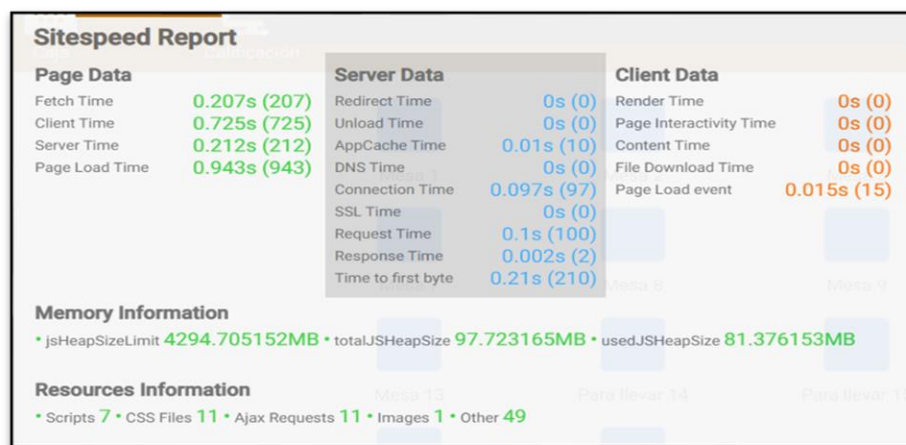 Sitespeed Report
Page Data
Fetch Time 0.207s (207)
Client Time 0.725s (725)
Server Time 0.212s (212)
Page Load Time 0.943s (943)
Server Data
Redirect Time 0s (0)
Unload Time 0s (0)
AppCache Time 0.01s (10)
DNS Time 0s (0)
Connection Time 0.097s (97)
SSL Time 0s (0)
Request Time 0.1s (100)
Response Time 0.002s (2)
Time to first byte 0.21s (210)
Client Data
Render Time 0s (0)
Page Interactivity Time 0s (0)
Content Time 0s (0)
File Download Time 0s (0)
Page Load event 0.015s (15)
Mesa 8
Mesa 9
Memory Information
• jsHeapSizeLimit 4294.705152MB • totalJSHeapSize 97.723165MB • usedJSHeapSize 81.376153MB
Resources Information
Mesa 13
Para llevar 14
• Scripts 7 • CSS Files 11 • Ajax Requests 11 • Images 1 • Other 49